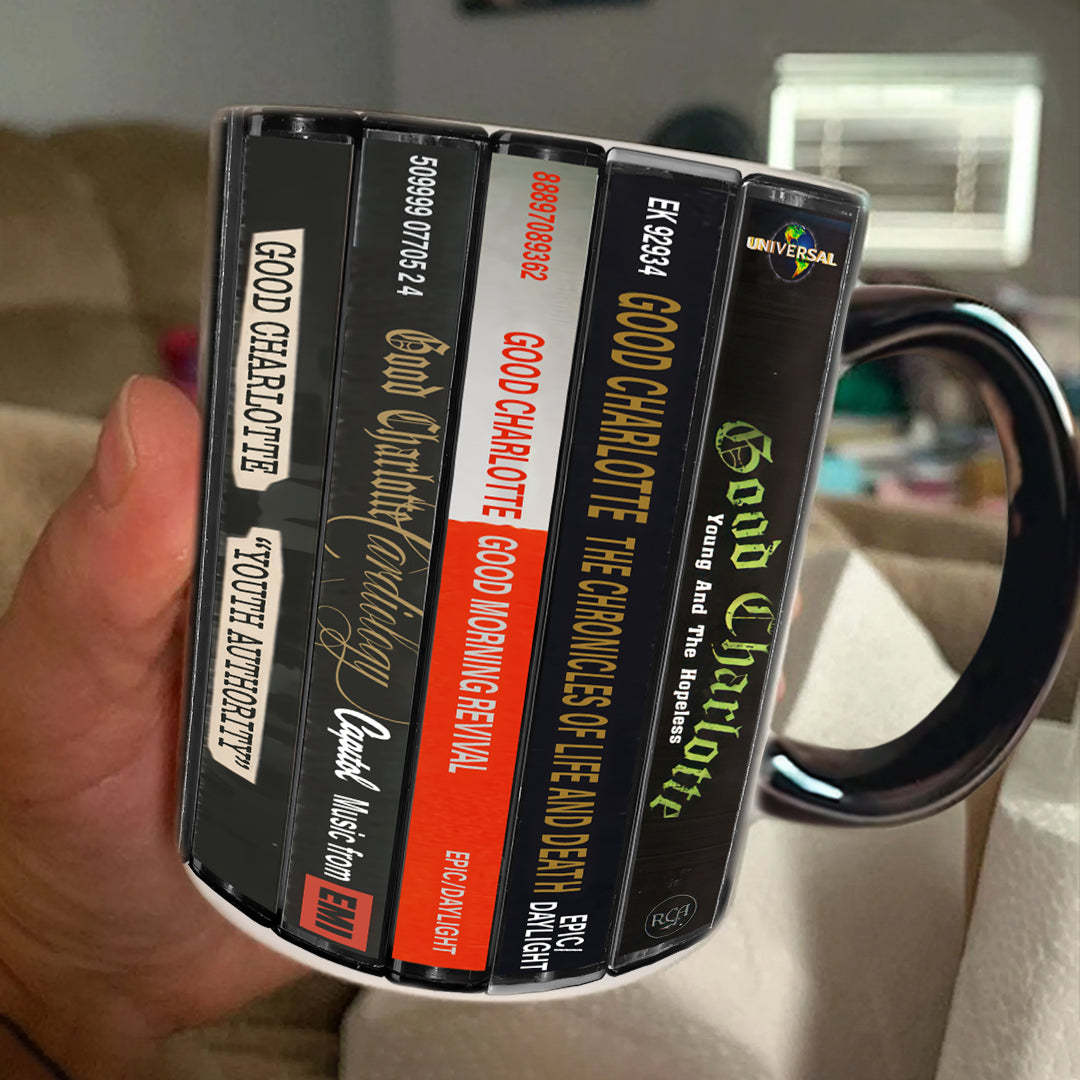 GOOD CHARLOTTE
“YOUTH AUTHORITY”
509999 07705 2 4
Good Charlotte
Cardiology
Capitol Music from
EMI
88697089362
GOOD CHARLOTTE GOOD MORNING REVIVAL
EPIC/DAYLIGHT
EK 92934
GOOD CHARLOTTE THE CHRONICLES OF LIFE AND DEATH
EPIC/
DAYLIGHT
UNIVERSAL
Good Charlotte
Young And The Hopeless
RCA